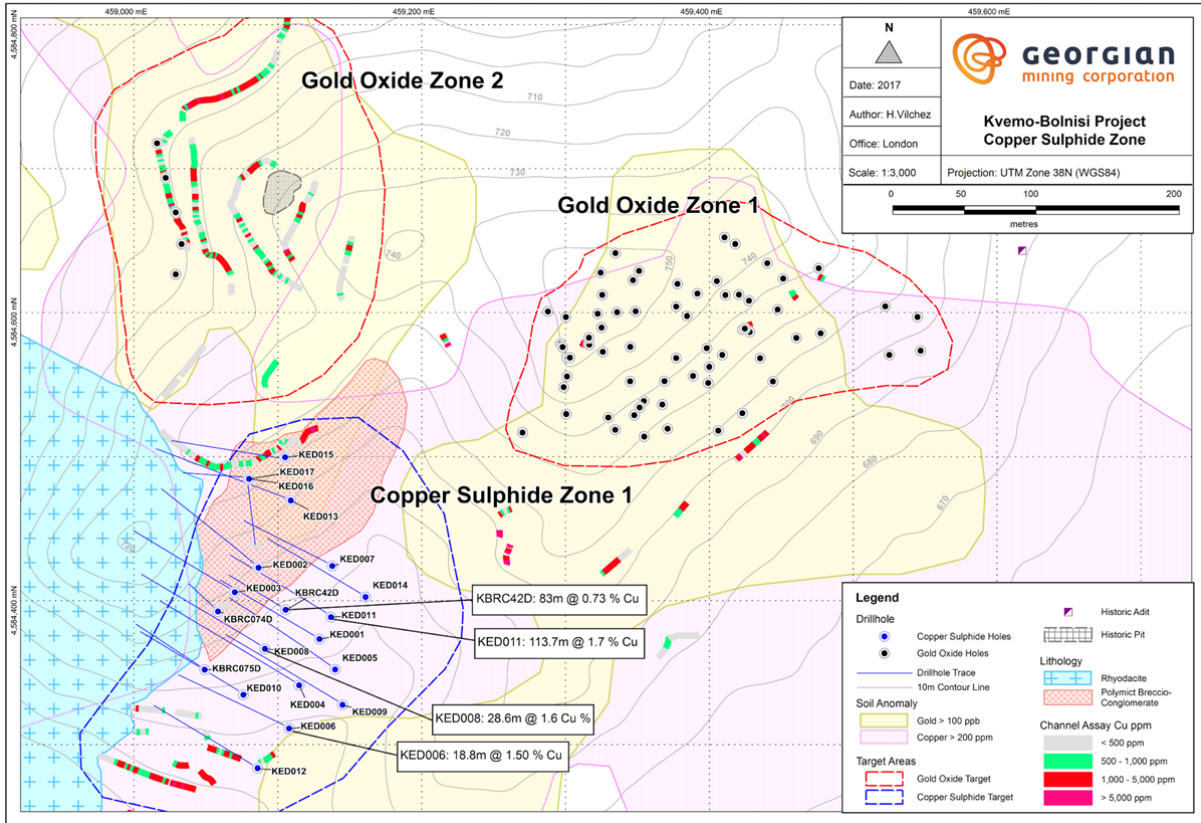 459,000 mE
459,200 mE
459,400 mE
459,600 mE
4,584,800 mN
4,584,600 mN
4,584,400 mN
Gold Oxide Zone 2
Gold Oxide Zone 1
Copper Sulphide Zone 1
710
720
730
740
750
740
700
690
680
670
N
Date: 2017
Author: H.Vilchez
Office: London
Scale: 1:3,000
GEORGIAN
mining corporation
Kvemo-Bolnisi Project
Copper Sulphide Zone
Projection: UTM Zone 38N (WGS84)
0
50
100
200
metres
KED015
KED017
KED016
KED013
KED002
KED007
KED003
KBRC42D
KED014
KBRC074D
KED011
KED001
KED008
KED005
KBRC075D
KED010
KED004
KED009
KED006
KED012
KBRC42D: 83m @ 0.73 % Cu
KED011: 113.7m @ 1.7 % Cu
KED008: 28.6m @ 1.6 Cu %
KED006: 18.8m @ 1.50 % Cu
Legend
Drillhole
Copper Sulphide Holes
Gold Oxide Holes
Drillhole Trace
10m Contour Line
Soil Anomaly
Gold > 100 ppb
Copper > 200 ppm
Target Areas
Gold Oxide Target
Copper Sulphide Target
Historic Adit
Historic Pit
Lithology
Rhyodacite
Polymict Breccio-
Conglomerate
Channel Assay Cu ppm
< 500 ppm
500 - 1,000 ppm
1,000 - 5,000 ppm
> 5,000 ppm